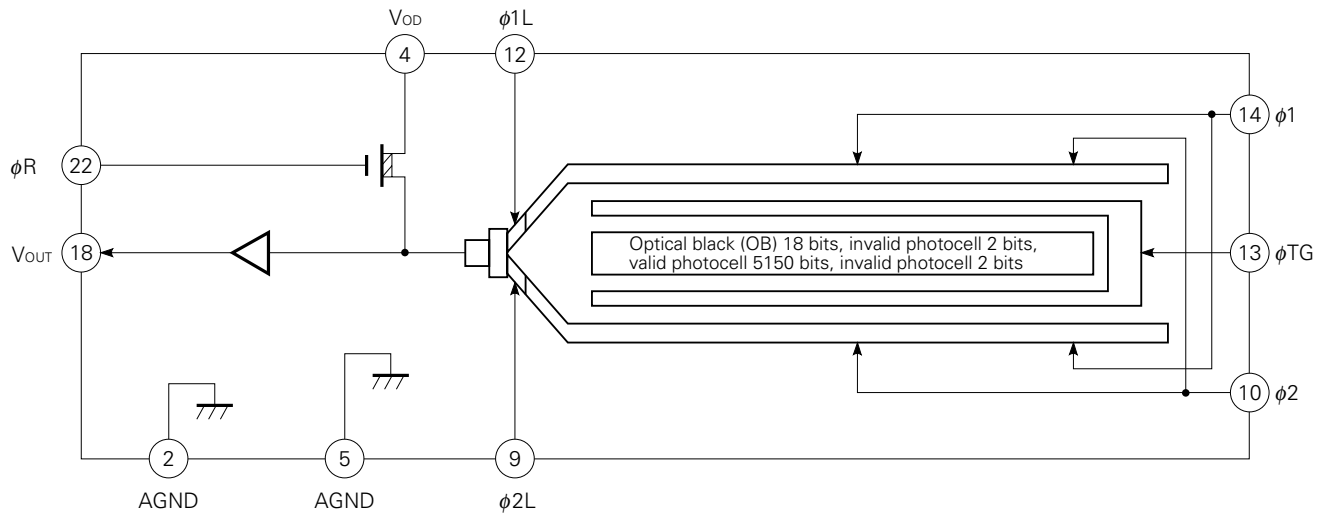 VOD
ϕ1L
4
12
14
ϕ1
ϕR
22
VOUT
18
Optical black (OB) 18 bits, invalid photocell 2 bits,
valid photocell 5150 bits, invalid photocell 2 bits
13
ϕTG
10
ϕ2
2
5
9
AGND
AGND
ϕ2L